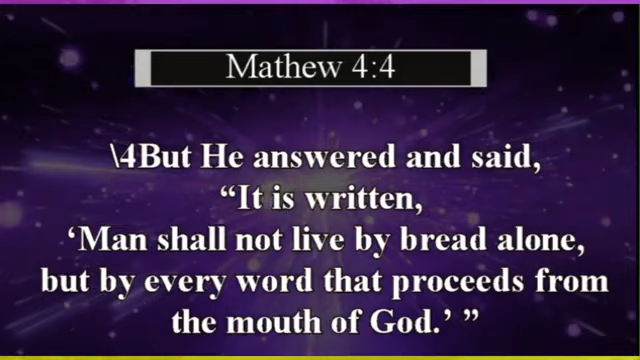 Mathew 4:4
\4But He answered and said,
“It is written,
‘Man shall not live by bread alone,
but by every word that proceeds from
the mouth of God.’ ”